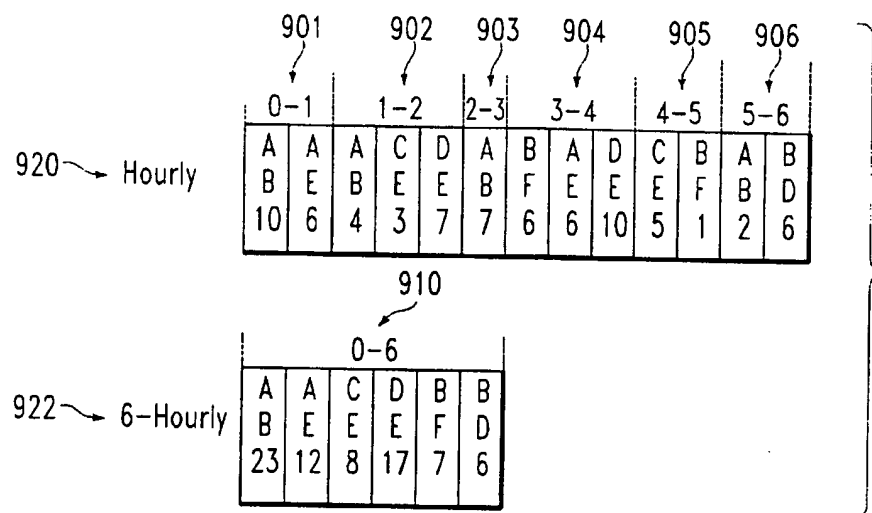 901 902 903 904 905 906
0-1 1-2 2-3 3-4 4-5 5-6
A A A C D A B A D C B A B
920 Hourly B E B E E B F E E E F B D
10 6 4 3 7 7 6 6 10 5 1 2 6
910
0-6
A A C D B B
922 6-Hourly B E E E F D
23 12 8 17 7 6